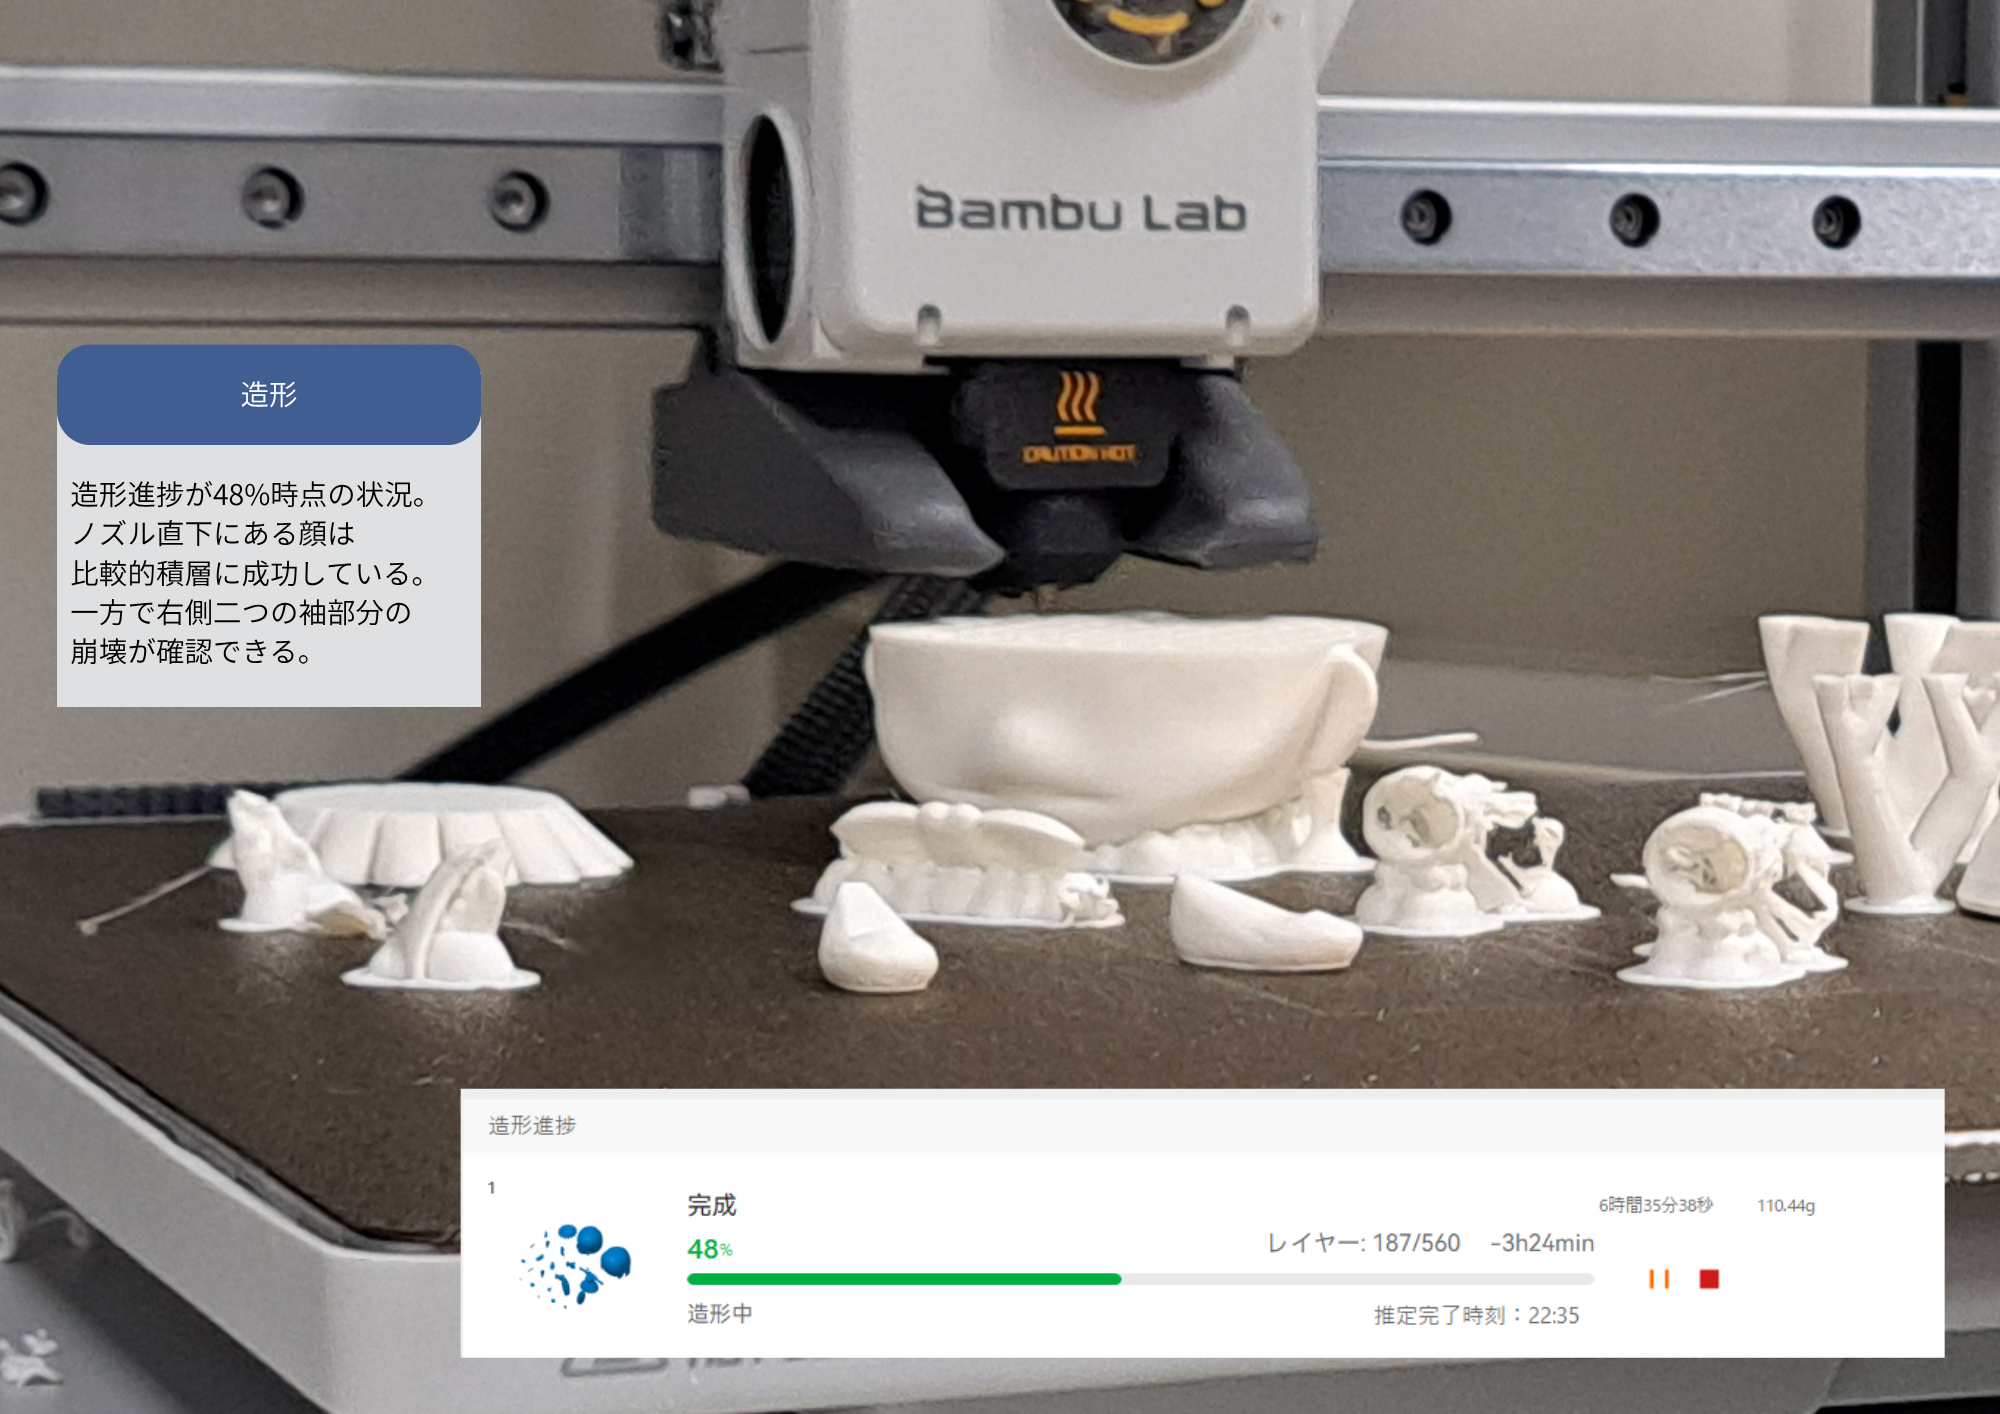 Bambu Lab
CAUTION HOT
造形
造形進捗が48%時点の状況。
ノズル直下にある顔は
比較的積層に成功している。
一方で右側二つの袖部分の
崩壊が確認できる。
造形進捗
1
完成
6時間35分38秒 110.44g
48%
レイヤー: 187/560 -3h24min
造形中
推定完了時刻：22:35